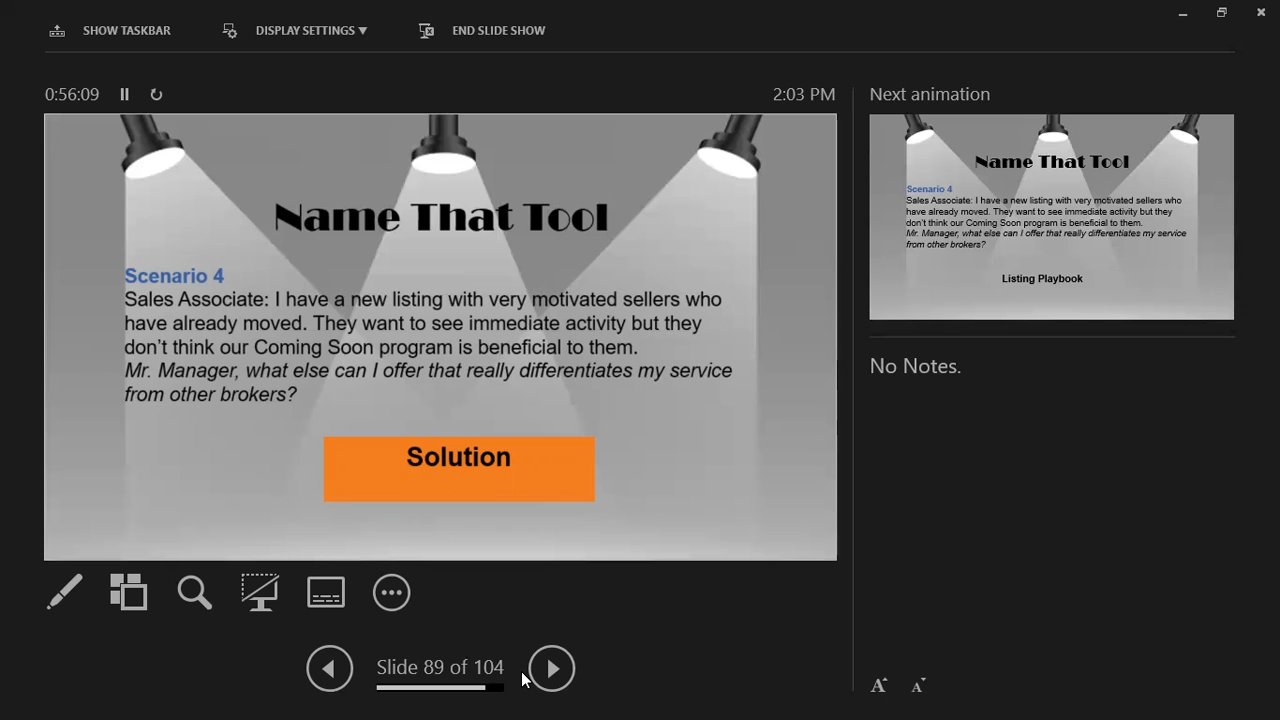 SHOW TASKBAR
DISPLAY SETTINGS ▼
END SLIDE SHOW
0:56:09
2:03 PM
Next animation
Name That Tool
Scenario 4
Sales Associate: I have a new listing with very motivated sellers who
have already moved. They want to see immediate activity but they
don't think our Coming Soon program is beneficial to them.
Mr. Manager, what else can I offer that really differentiates my service
from other brokers?
Solution
Name That Tool
Scenario 4
Sales Associate: I have a new listing with very motivated sellers who
have already moved. They want to see immediate activity but they
don't think our Coming Soon program is beneficial to them.
Mr. Manager, what else can I offer that really differentiates my service
from other brokers?
Listing Playbook
No Notes.
Slide 89 of 104
A A